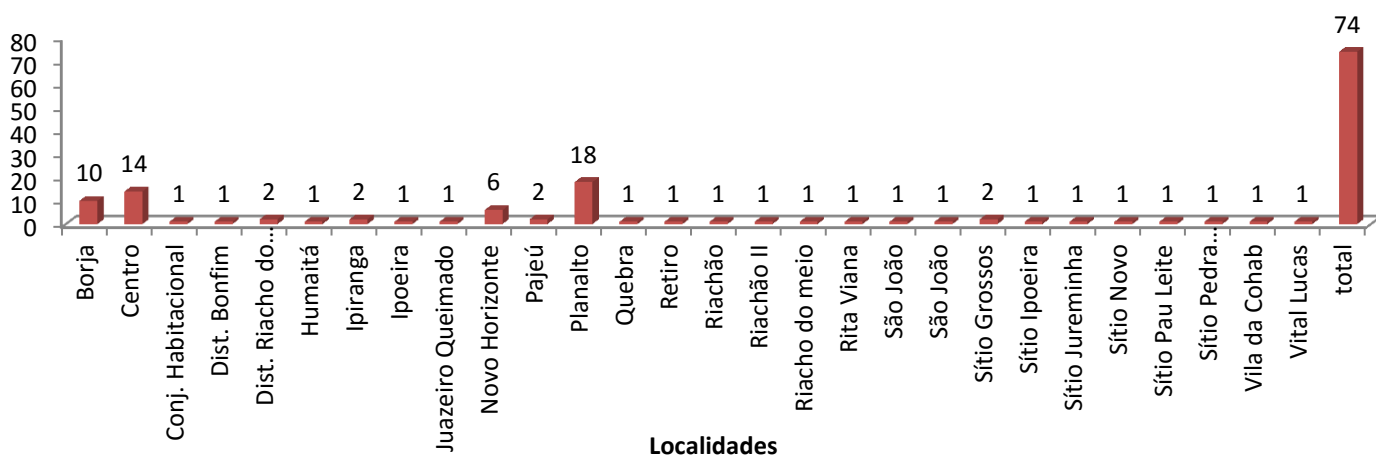 80
70
60
50
40
30
20
10
0
10
14
1
1
2
1
2
1
1
6
2
18
1
1
1
1
1
1
1
1
2
1
1
1
1
1
1
1
74
Borja
Centro
Conj. Habitacional
Dist. Bonfim
Dist. Riacho do…
Humaitá
Ipiranga
Ipoeira
Juazeiro Queimado
Novo Horizonte
Pajeú
Planalto
Quebra
Retiro
Riachão
Riachão II
Riacho do meio
Rita Viana
São João
São João
Sítio Grossos
Sítio Ipoeira
Sítio Jureminha
Sítio Novo
Sítio Pau Leite
Sítio Pedra…
Vila da Cohab
Vital Lucas
total
Localidades